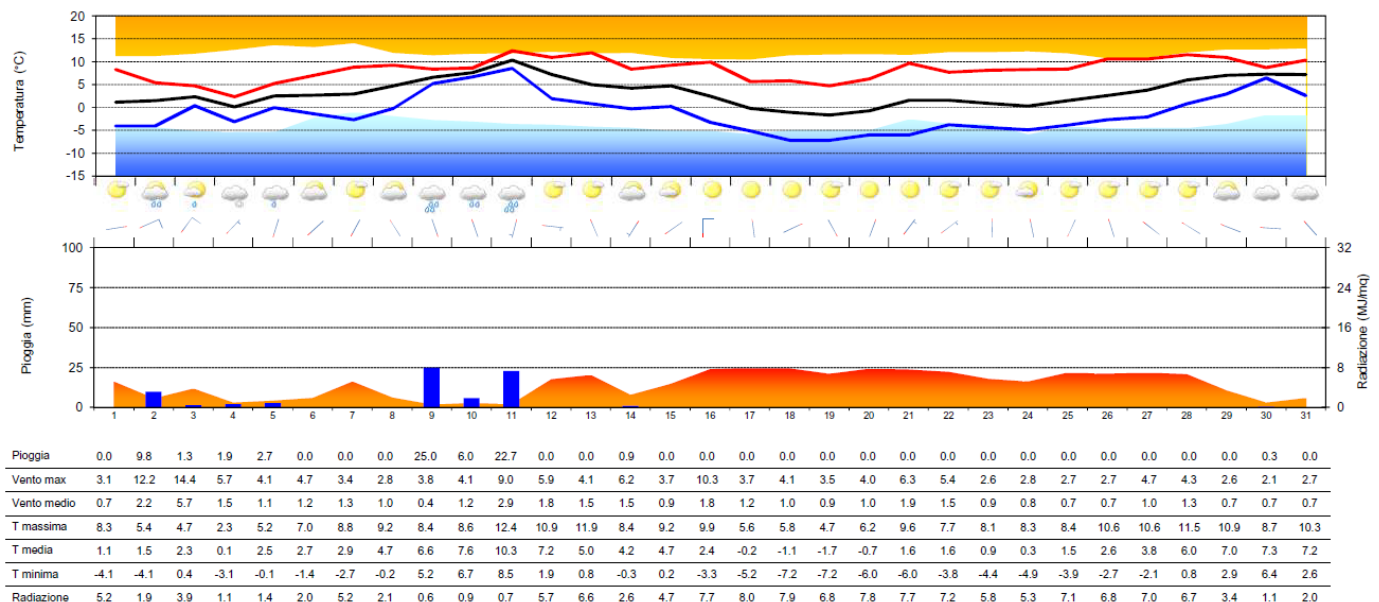 20
15
10
5
0
-5
-10
-15
Temperatura (°C)
100
75
50
25
0
Pioggia (mm)
32
24
16
8
0
Radiazione (MJ/mq)
1 2 3 4 5 6 7 8 9 10 11 12 13 14 15 16 17 18 19 20 21 22 23 24 25 26 27 28 29 30 31
Pioggia 0.0 9.8 1.3 1.9 2.7 0.0 0.0 0.0 25.0 6.0 22.7 0.0 0.0 0.9 0.0 0.0 0.0 0.0 0.0 0.0 0.0 0.0 0.0 0.0 0.0 0.0 0.0 0.0 0.0 0.3 0.0
Vento max 3.1 12.2 14.4 5.7 4.1 4.7 3.4 2.8 3.8 4.1 9.0 5.9 4.1 6.2 3.7 10.3 3.7 4.1 3.5 4.0 6.3 5.4 2.6 2.8 2.7 2.7 4.7 4.3 2.6 2.1 2.7
Vento medio 0.7 2.2 5.7 1.5 1.1 1.2 1.3 1.0 0.4 1.2 2.9 1.8 1.5 1.5 0.9 1.8 1.2 1.0 0.9 1.0 1.9 1.5 0.9 0.8 0.7 0.7 1.0 1.3 0.7 0.7 0.7
T massima 8.3 5.4 4.7 2.3 5.2 7.0 8.8 9.2 8.4 8.6 12.4 10.9 11.9 8.4 9.2 9.9 5.6 5.8 4.7 6.2 9.6 7.7 8.1 8.3 8.4 10.6 10.6 11.5 10.9 8.7 10.3
T media 1.1 1.5 2.3 0.1 2.5 2.7 2.9 4.7 6.6 7.6 10.3 7.2 5.0 4.2 4.7 2.4 -0.2 -1.1 -1.7 -0.7 1.6 1.6 0.9 0.3 1.5 2.6 3.8 6.0 7.0 7.3 7.2
T minima -4.1 -4.1 0.4 -3.1 -0.1 -1.4 -2.7 -0.2 5.2 6.7 8.5 1.9 0.8 -0.3 0.2 -3.3 -5.2 -7.2 -7.2 -6.0 -6.0 -3.8 -4.4 -4.9 -3.9 -2.7 -2.1 0.8 2.9 6.4 2.6
Radiazione 5.2 1.9 3.9 1.1 1.4 2.0 5.2 2.1 0.6 0.9 0.7 5.7 6.6 2.6 4.7 7.7 8.0 7.9 6.8 7.8 7.7 7.2 5.8 5.3 7.1 6.8 7.0 6.7 3.4 1.1 2.0